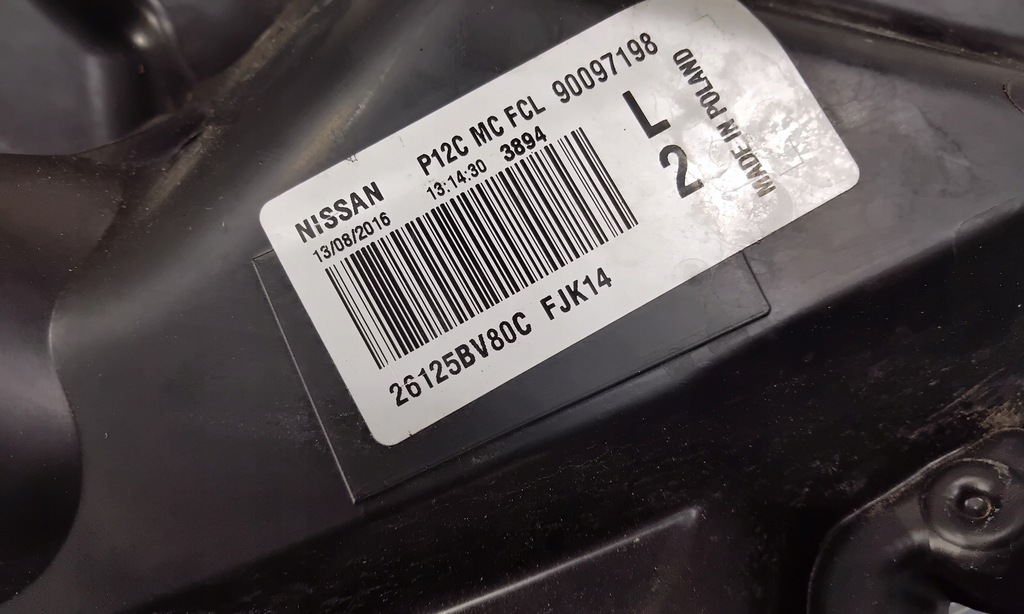 NISSAN P12C MC FCL 90097198
13/08/2016 13:14:30 3894
L
2
MADE IN POLAND
26125BV80C FJK14